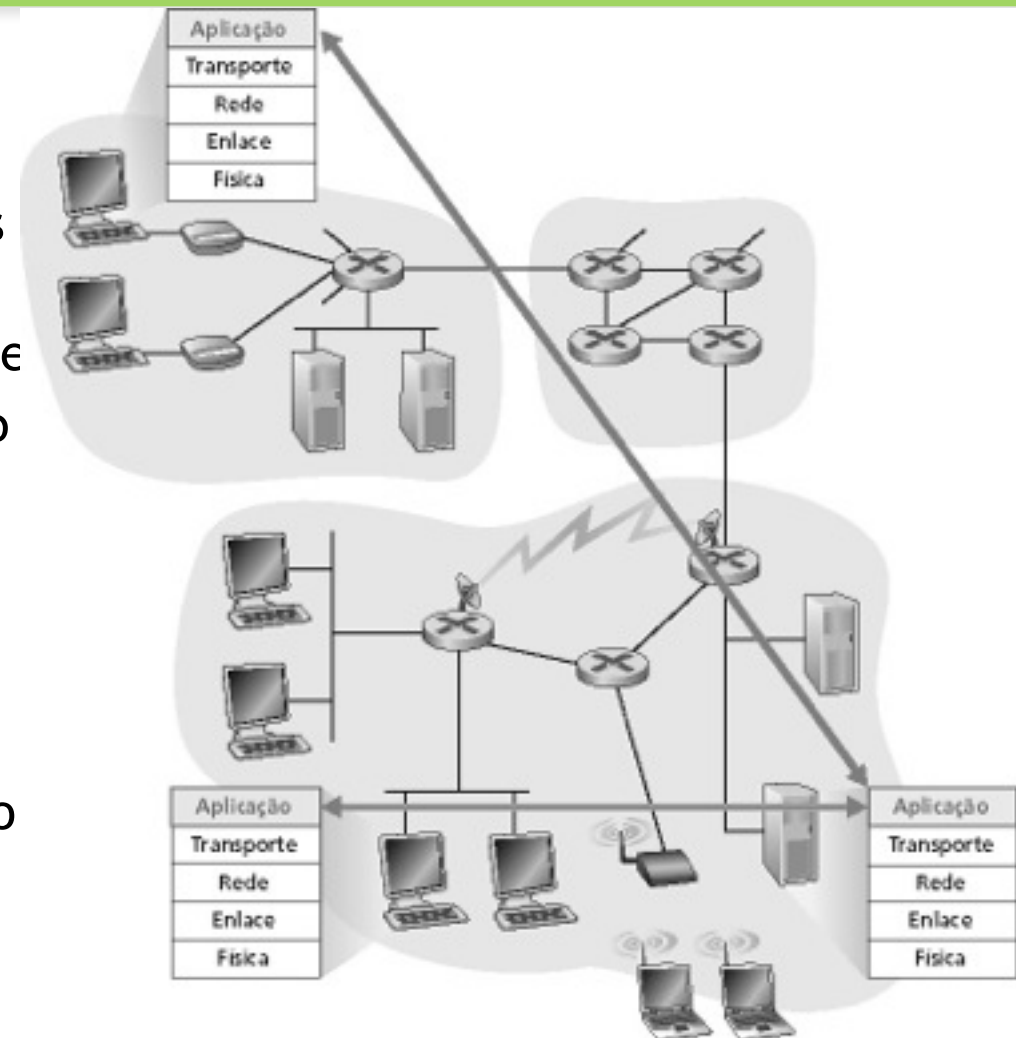 Aplicação
Transporte
Rede
Enlace
Física
s
e
o
o
Aplicação
Transporte
Rede
Enlace
Física
Aplicação
Transporte
Rede
Enlace
Física